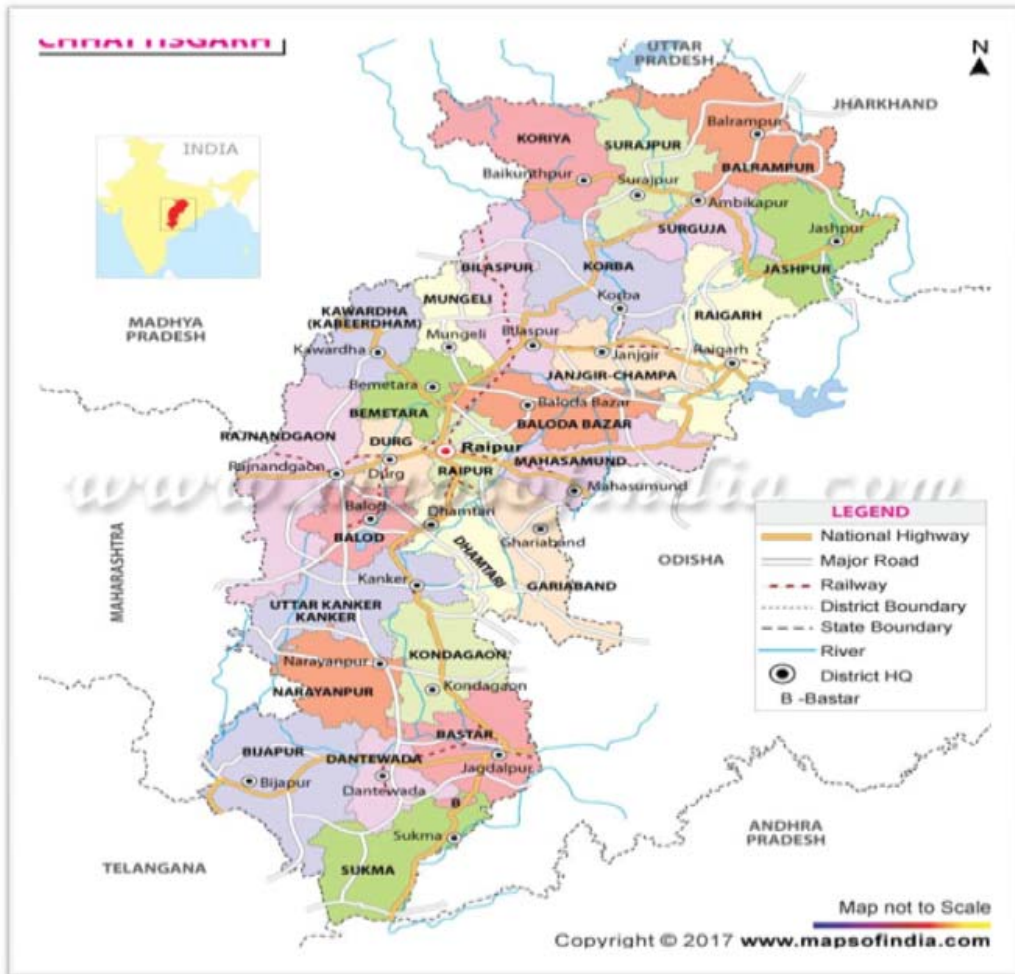 CHHATTISGARH
N
UTTAR
PRADESH
JHARKHAND
INDIA
KORIYA
SURAJPUR
Balrampur
BALRAMPUR
Baikunthpur
Surajpur
Ambikapur
SURGUJA
Jashpur
JASHPUR
BILASPUR
KORBA
MUNGELI
Korba
RAIGARH
KAWARDHA
(KABEERDHAM)
MADHYA
PRADESH
Mungeli
Bilaspur
Kawardha
Janjgir
Raigarh
JANJGIR-CHAMPA
Bemetara
BEMETARA
Baloda Bazar
BALODA BAZAR
RAJNANDGAON
DURG
Raipur
Rajnandgaon
Durg
RAIPUR
MAHASAMUND
Mahasumund
www.mapsofindia.com
Balod
BALOD
Dhamtari
DHAMTARI
Ghariaband
GARIABAND
ODISHA
MAHARASHTRA
Kanker
UTTAR KANKER
KANKER
Narayanpur
NARAYANPUR
KONDAGAON
Kondagaon
BIJAPUR
Bijapur
DANTEWADA
Dantewada
BASTAR
Jagdalpur
B
Sukma
SUKMA
TELANGANA
ANDHRA
PRADESH
LEGEND
National Highway
Major Road
Railway
District Boundary
State Boundary
River
District HQ
B -Bastar
Map not to Scale
Copyright © 2017 www.mapsofindia.com